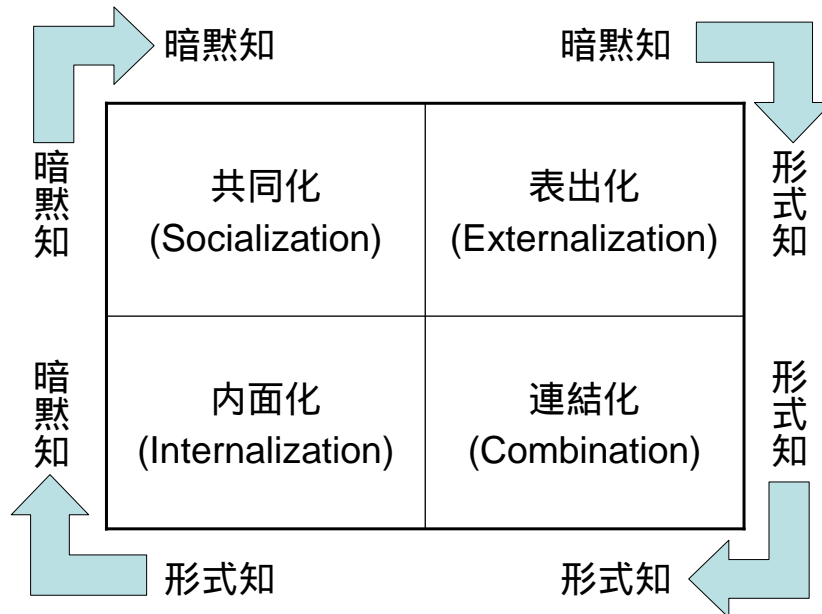 暗黙知
暗黙知
暗黙知
共同化
(Socialization)
表出化
(Externalization)
形式知
暗黙知
内面化
(Internalization)
連結化
(Combination)
形式知
形式知
形式知